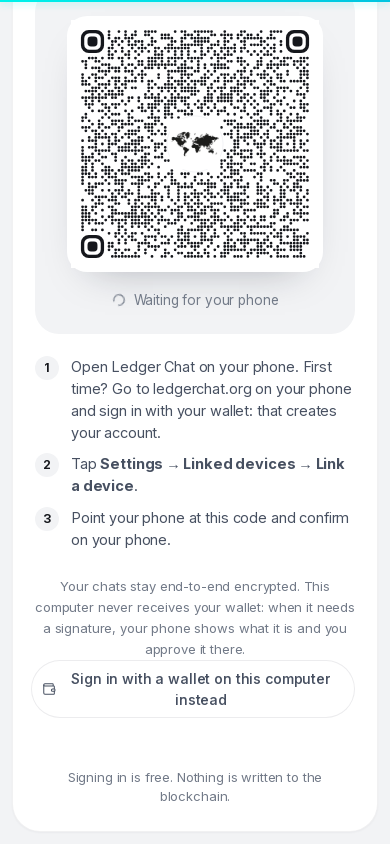 Waiting for your phone
1 Open Ledger Chat on your phone. First
time? Go to ledgerchat.org on your phone
and sign in with your wallet: that creates
your account.
2 Tap Settings → Linked devices → Link
a device.
3 Point your phone at this code and confirm
on your phone.
Your chats stay end-to-end encrypted. This
computer never receives your wallet: when it needs
a signature, your phone shows what it is and you
approve it there.
Sign in with a wallet on this computer
instead
Signing in is free. Nothing is written to the
blockchain.